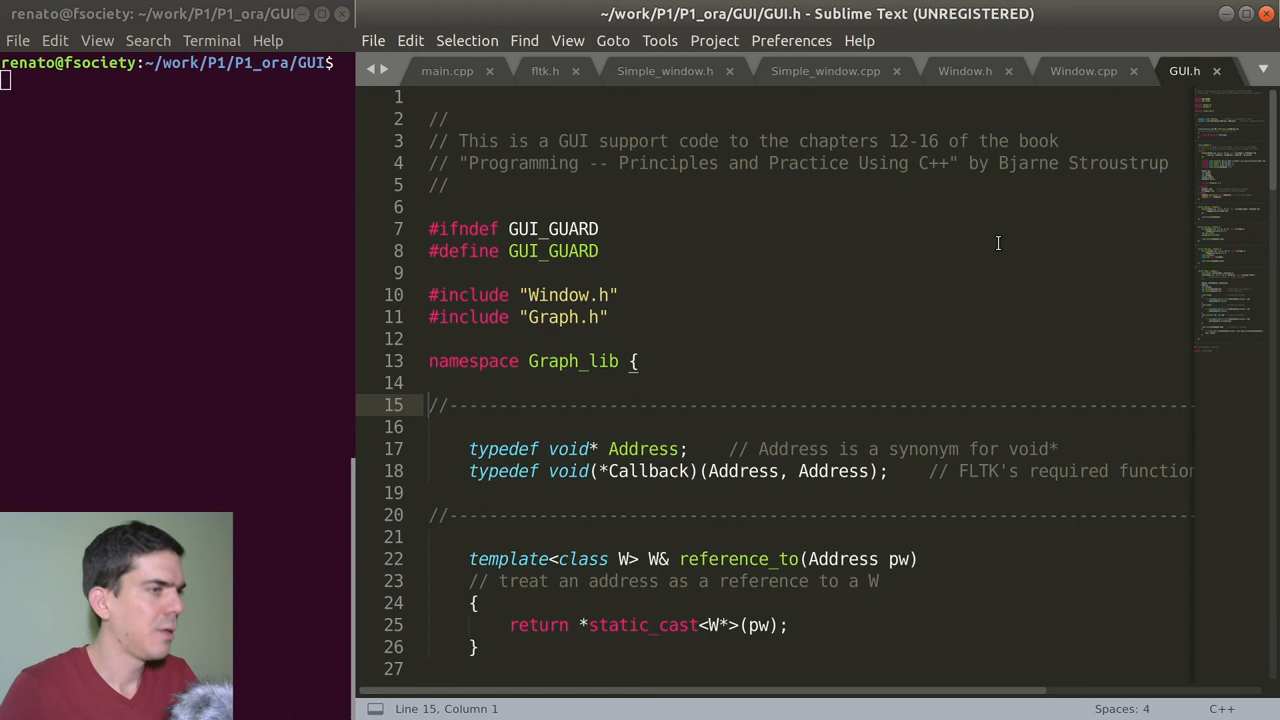 renato@fsociety: ~/work/P1/P1_ora/GUI
File Edit View Search Terminal Help
renato@fsociety:~/work/P1/P1_ora/GUI$
~/work/P1/P1_ora/GUI/GUI.h - Sublime Text (UNREGISTERED)
File Edit Selection Find View Goto Tools Project Preferences Help
main.cpp fltk.h Simple_window.h Simple_window.cpp Window.h Window.cpp GUI.h
1
2 //
3 // This is a GUI support code to the chapters 12-16 of the book
4 // "Programming -- Principles and Practice Using C++" by Bjarne Stroustrup
5 //
6
7 #ifndef GUI_GUARD
8 #define GUI_GUARD
9
10 #include "Window.h"
11 #include "Graph.h"
12
13 namespace Graph_lib {
14
15 //---------------------------------------------------------------------------
16
17 typedef void* Address;    // Address is a synonym for void*
18 typedef void(*Callback)(Address, Address);    // FLTK's required function
19
20 //---------------------------------------------------------------------------
21
22 template<class W> W& reference_to(Address pw)
23 // treat an address as a reference to a W
24 {
25 return *static_cast<W*>(pw);
26 }
27
Line 15, Column 1 Spaces: 4 C++